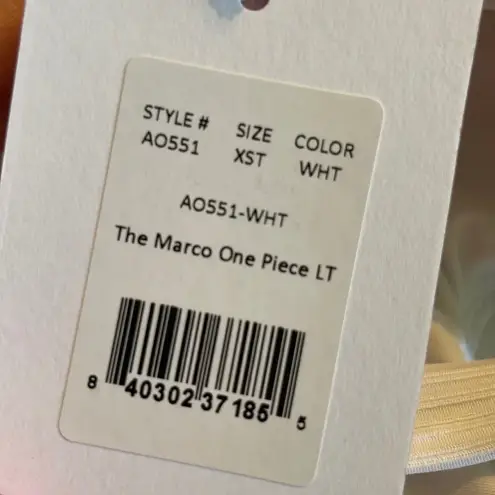 STYLE # SIZE COLOR
AO551 XST WHT
AO551-WHT
The Marco One Piece LT
8 40302 37185 5